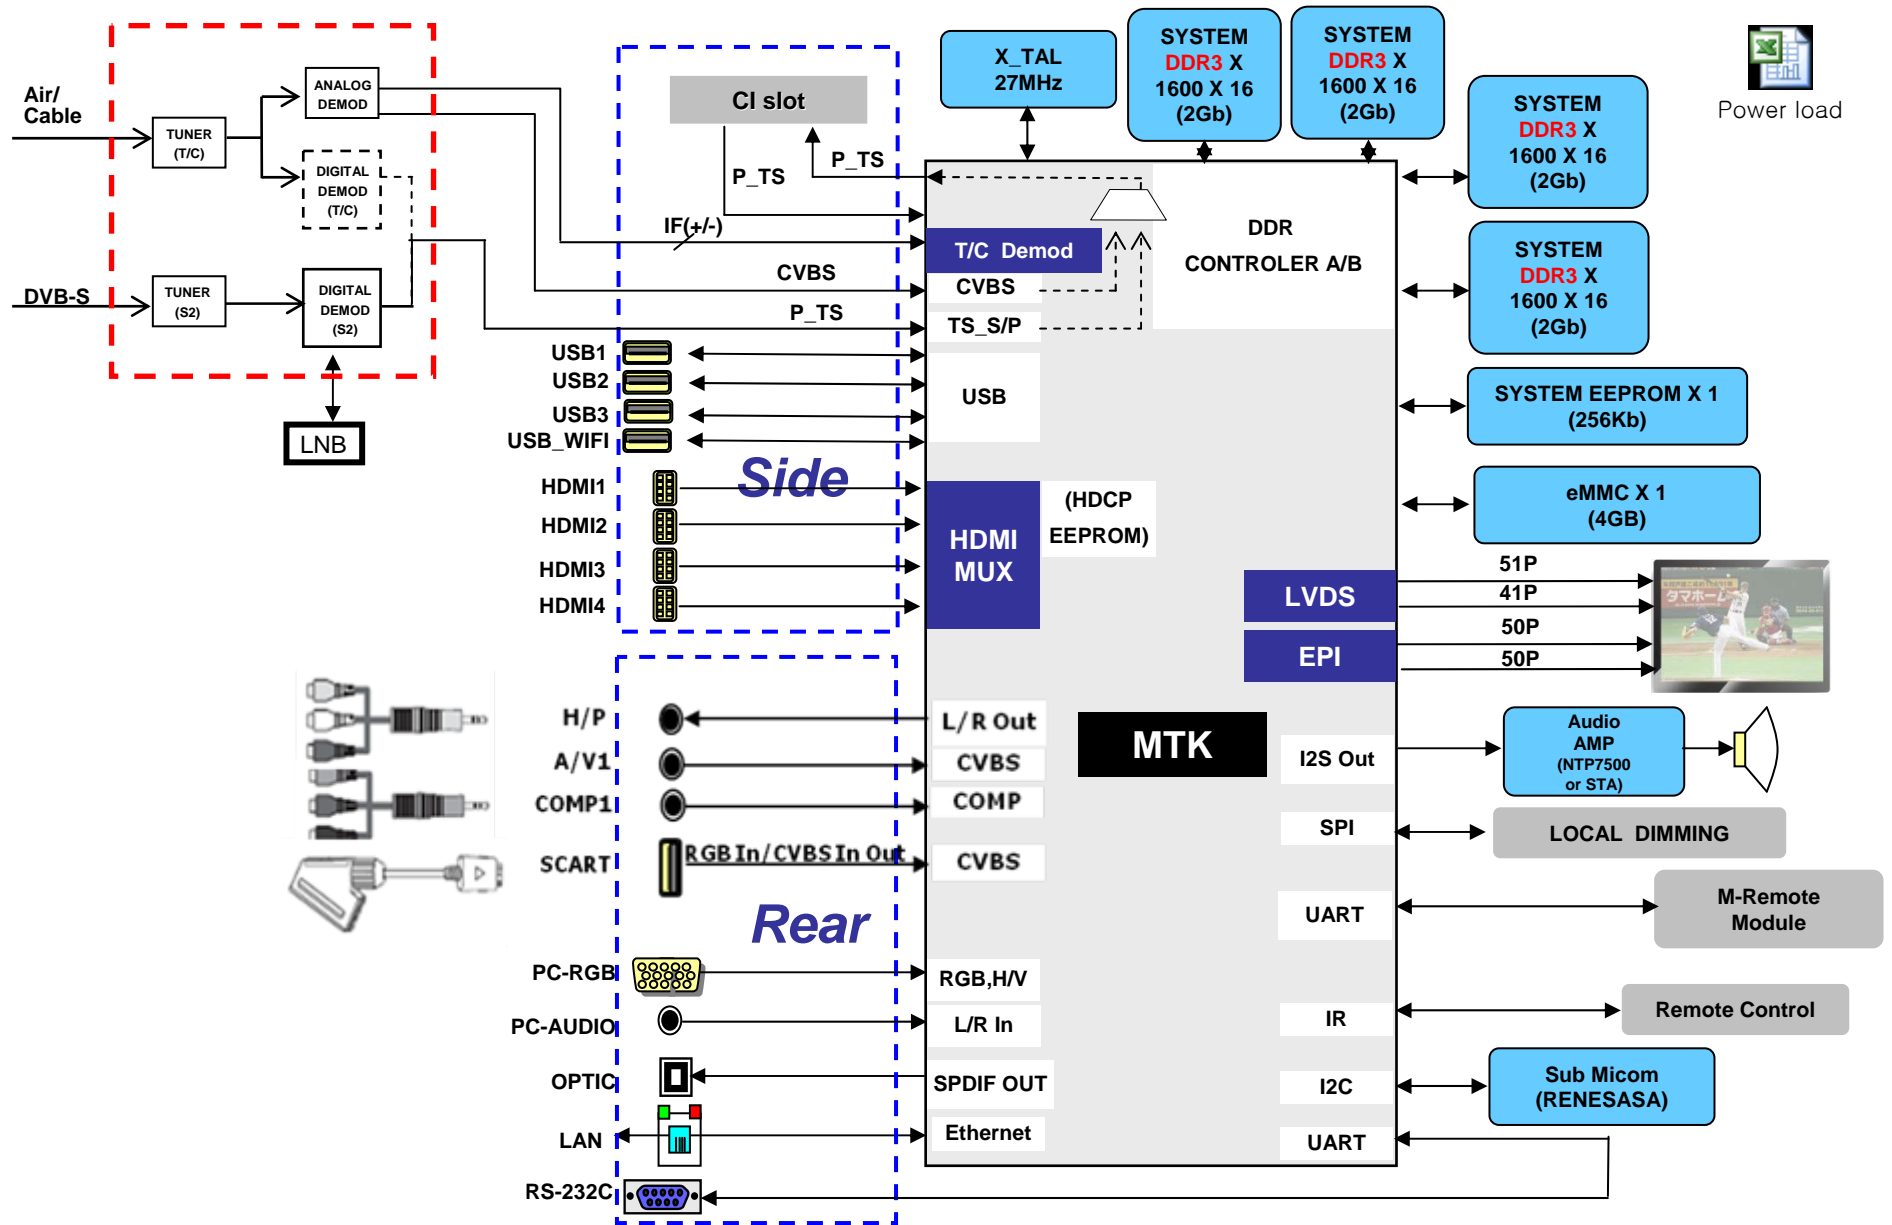 Air/
Cable
TUNER
(T/C)
ANALOG
DEMOD
DIGITAL
DEMOD
(T/C)
DVB-S
TUNER
(S2)
DIGITAL
DEMOD
(S2)
LNB
CI slot
P_TS
P_TS
IF(+/-)
CVBS
P_TS
USB1
USB2
USB3
USB_WIFI
HDMI1
HDMI2
HDMI3
HDMI4
Side
H/P
A/V1
COMP1
SCART
RGB In/CVBS In Out
Rear
PC-RGB
PC-AUDIO
OPTIC
LAN
RS-232C
X_TAL
27MHz
SYSTEM
DDR3 X
1600 X 16
(2Gb)
SYSTEM
DDR3 X
1600 X 16
(2Gb)
SYSTEM
DDR3 X
1600 X 16
(2Gb)
SYSTEM
DDR3 X
1600 X 16
(2Gb)
Power load
T/C Demod
CVBS
TS_S/P
USB
DDR
CONTROLER A/B
HDMI
MUX
(HDCP
EEPROM)
LVDS
EPI
MTK
L/R Out
CVBS
COMP
CVBS
RGB,H/V
L/R In
SPDIF OUT
Ethernet
I2S Out
SPI
UART
IR
I2C
UART
SYSTEM EEPROM X 1
(256Kb)
eMMC X 1
(4GB)
51P
41P
50P
50P
タマホーム
Audio
AMP
(NTP7500
or STA)
LOCAL DIMMING
M-Remote
Module
Remote Control
Sub Micom
(RENESASA)